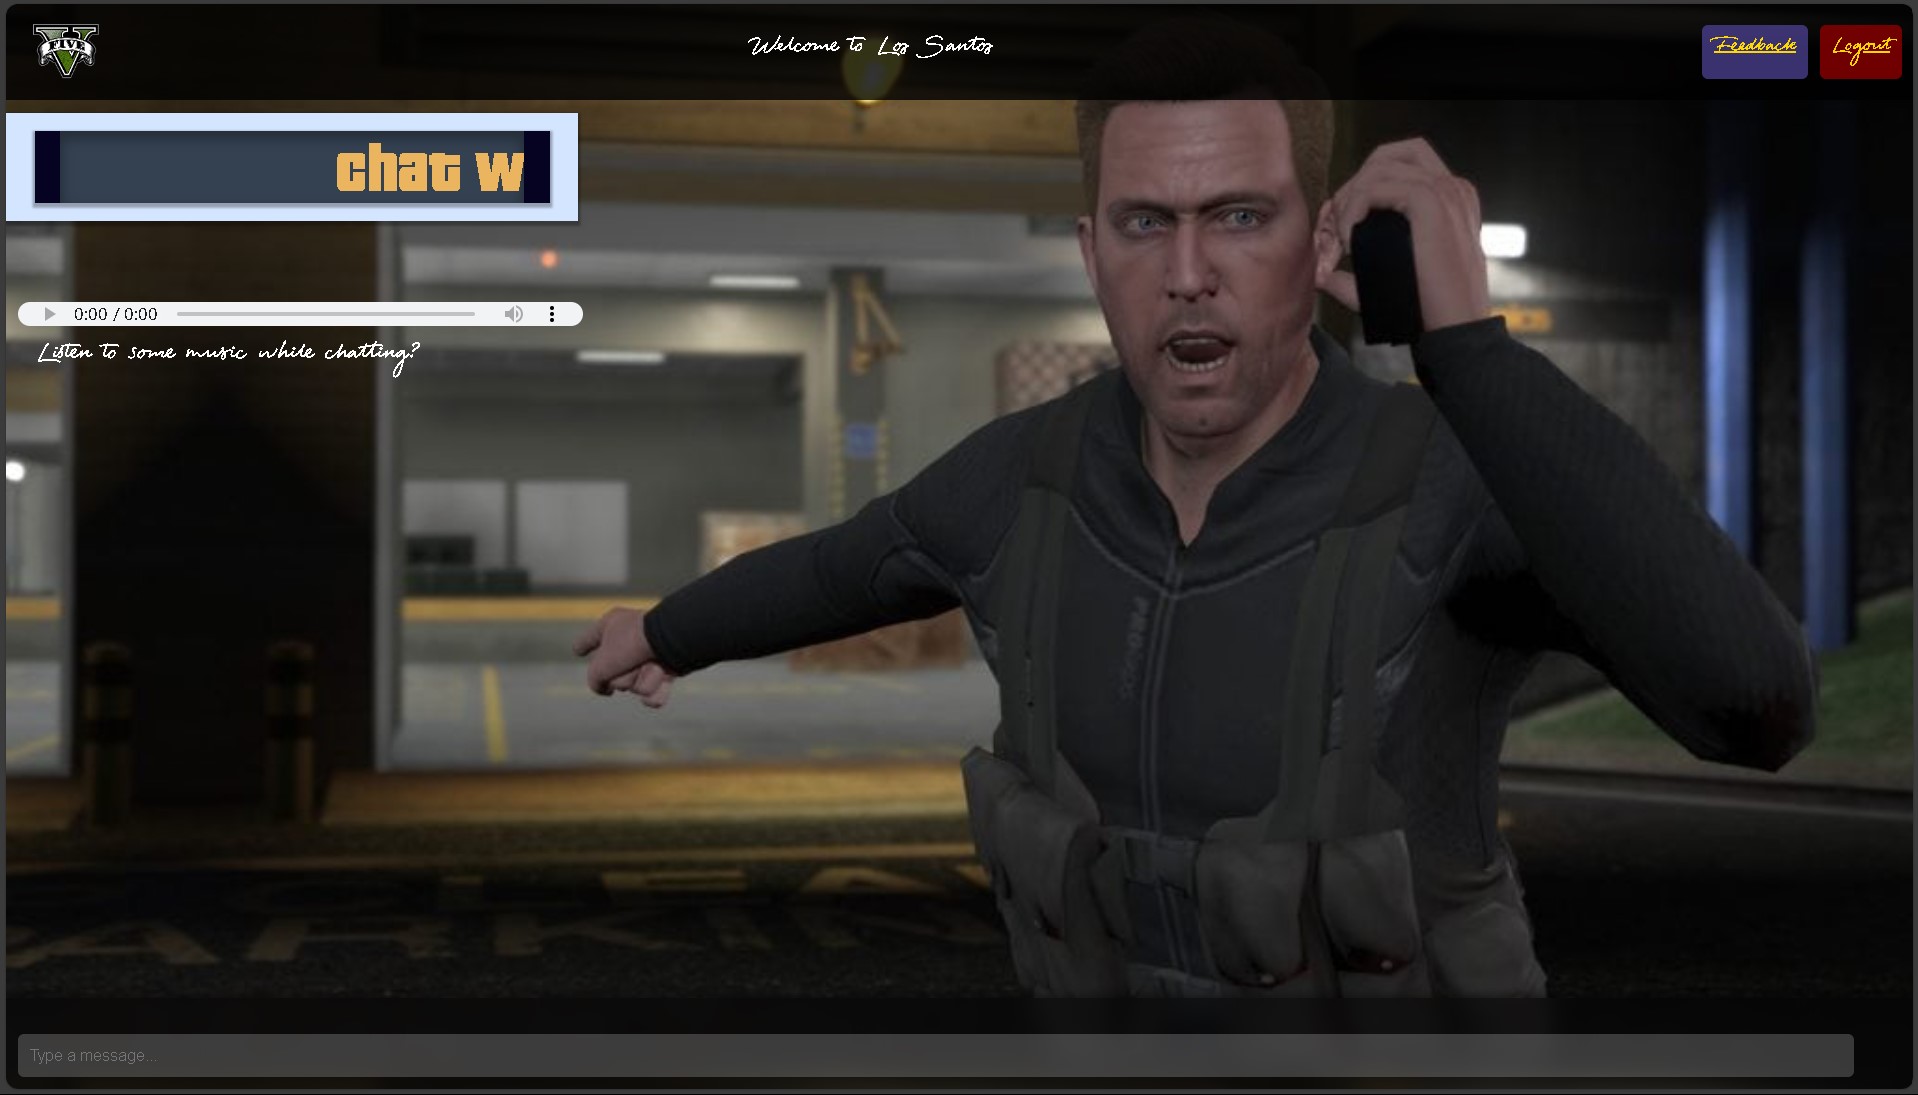 FIVE
Welcome to Los Santos
Feedback
Logout
chat w
0:00 / 0:00
Listen to some music while chatting?
Type a message...